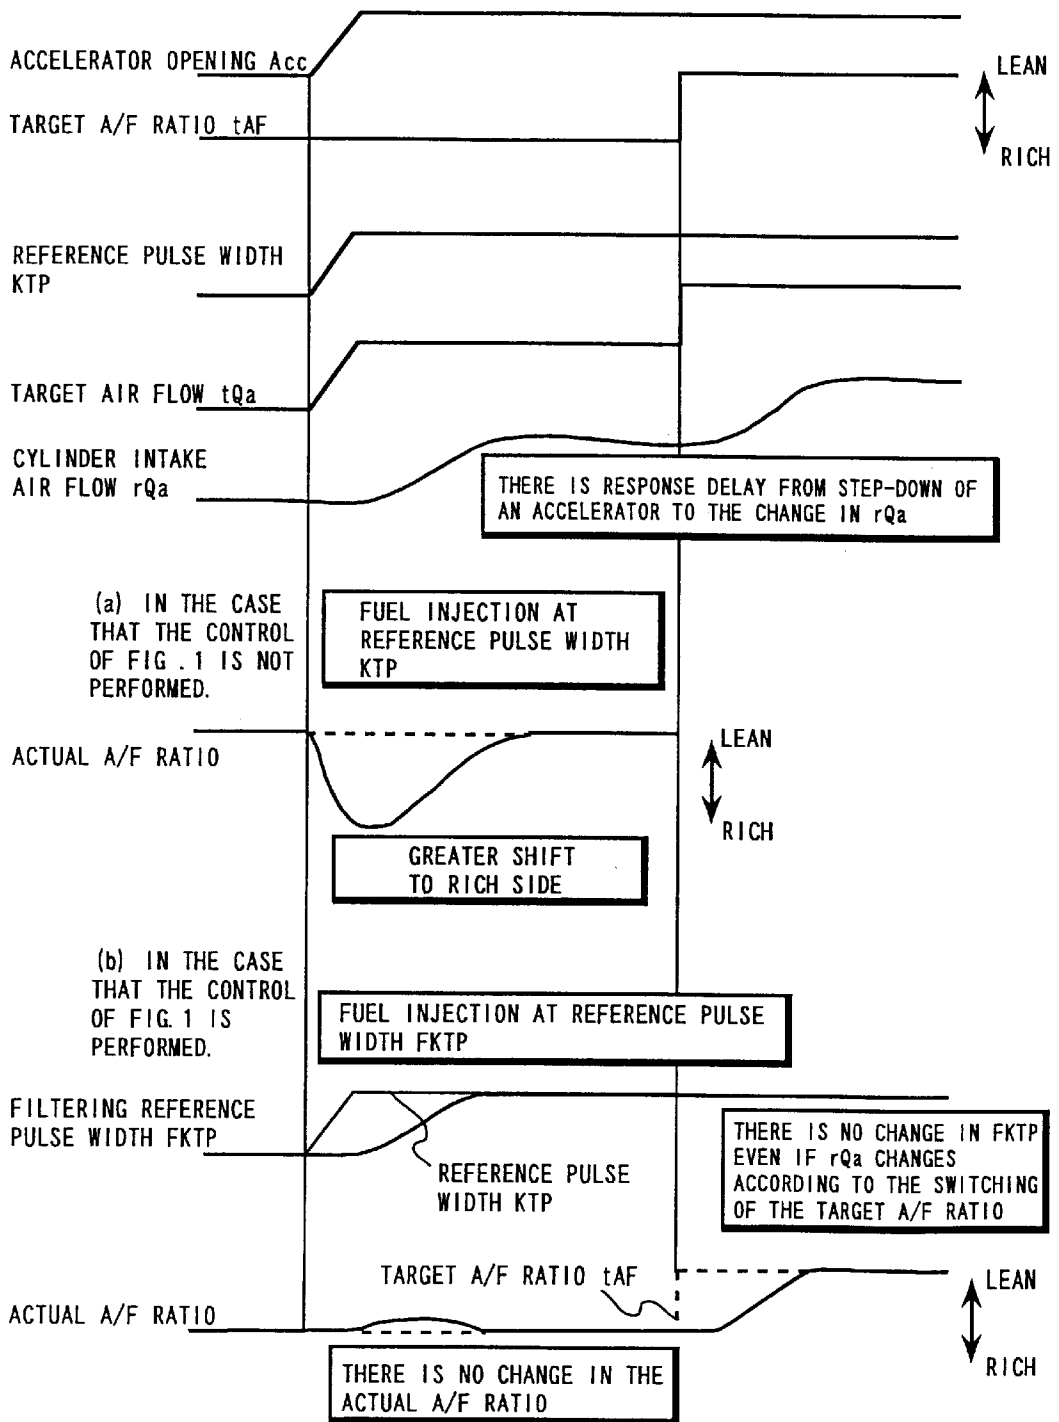 ACCELERATOR OPENING Acc
LEAN
TARGET A/F RATIO tAF
RICH
REFERENCE PULSE WIDTH
KTP
TARGET AIR FLOW tQa
CYLINDER INTAKE
AIR FLOW rQa
THERE IS RESPONSE DELAY FROM STEP-DOWN OF
AN ACCELERATOR TO THE CHANGE IN rQa
(a) IN THE CASE
THAT THE CONTROL
OF FIG . 1 IS NOT
PERFORMED.
FUEL INJECTION AT
REFERENCE PULSE WIDTH
KTP
ACTUAL A/F RATIO
LEAN
RICH
GREATER SHIFT
TO RICH SIDE
(b) IN THE CASE
THAT THE CONTROL
OF FIG. 1 IS
PERFORMED.
FUEL INJECTION AT REFERENCE PULSE
WIDTH FKTP
FILTERING REFERENCE
PULSE WIDTH FKTP
REFERENCE PULSE
WIDTH KTP
THERE IS NO CHANGE IN FKTP
EVEN IF rQa CHANGES
ACCORDING TO THE SWITCHING
OF THE TARGET A/F RATIO
TARGET A/F RATIO tAF
LEAN
ACTUAL A/F RATIO
RICH
THERE IS NO CHANGE IN THE
ACTUAL A/F RATIO